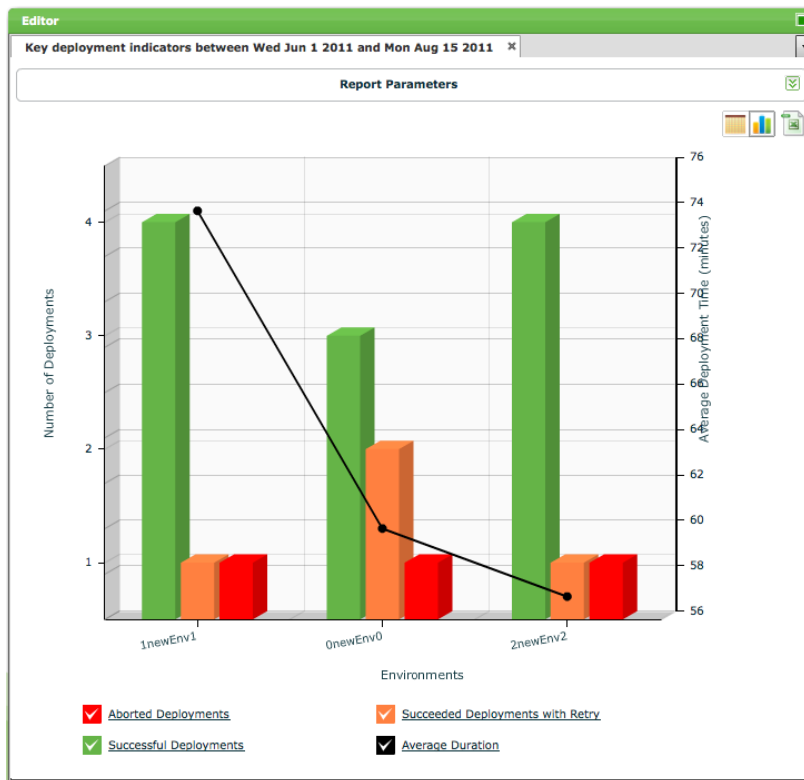 Editor
Key deployment indicators between Wed Jun 1 2011 and Mon Aug 15 2011
Report Parameters
76
74
4
72
70
3
68
66
64
2
62
60
1
58
56
Number of Deployments
Average Deployment Time (minutes)
1newEnv1
0newEnv0
2newEnv2
Environments
Aborted Deployments
Succeeded Deployments with Retry
Successful Deployments
Average Duration